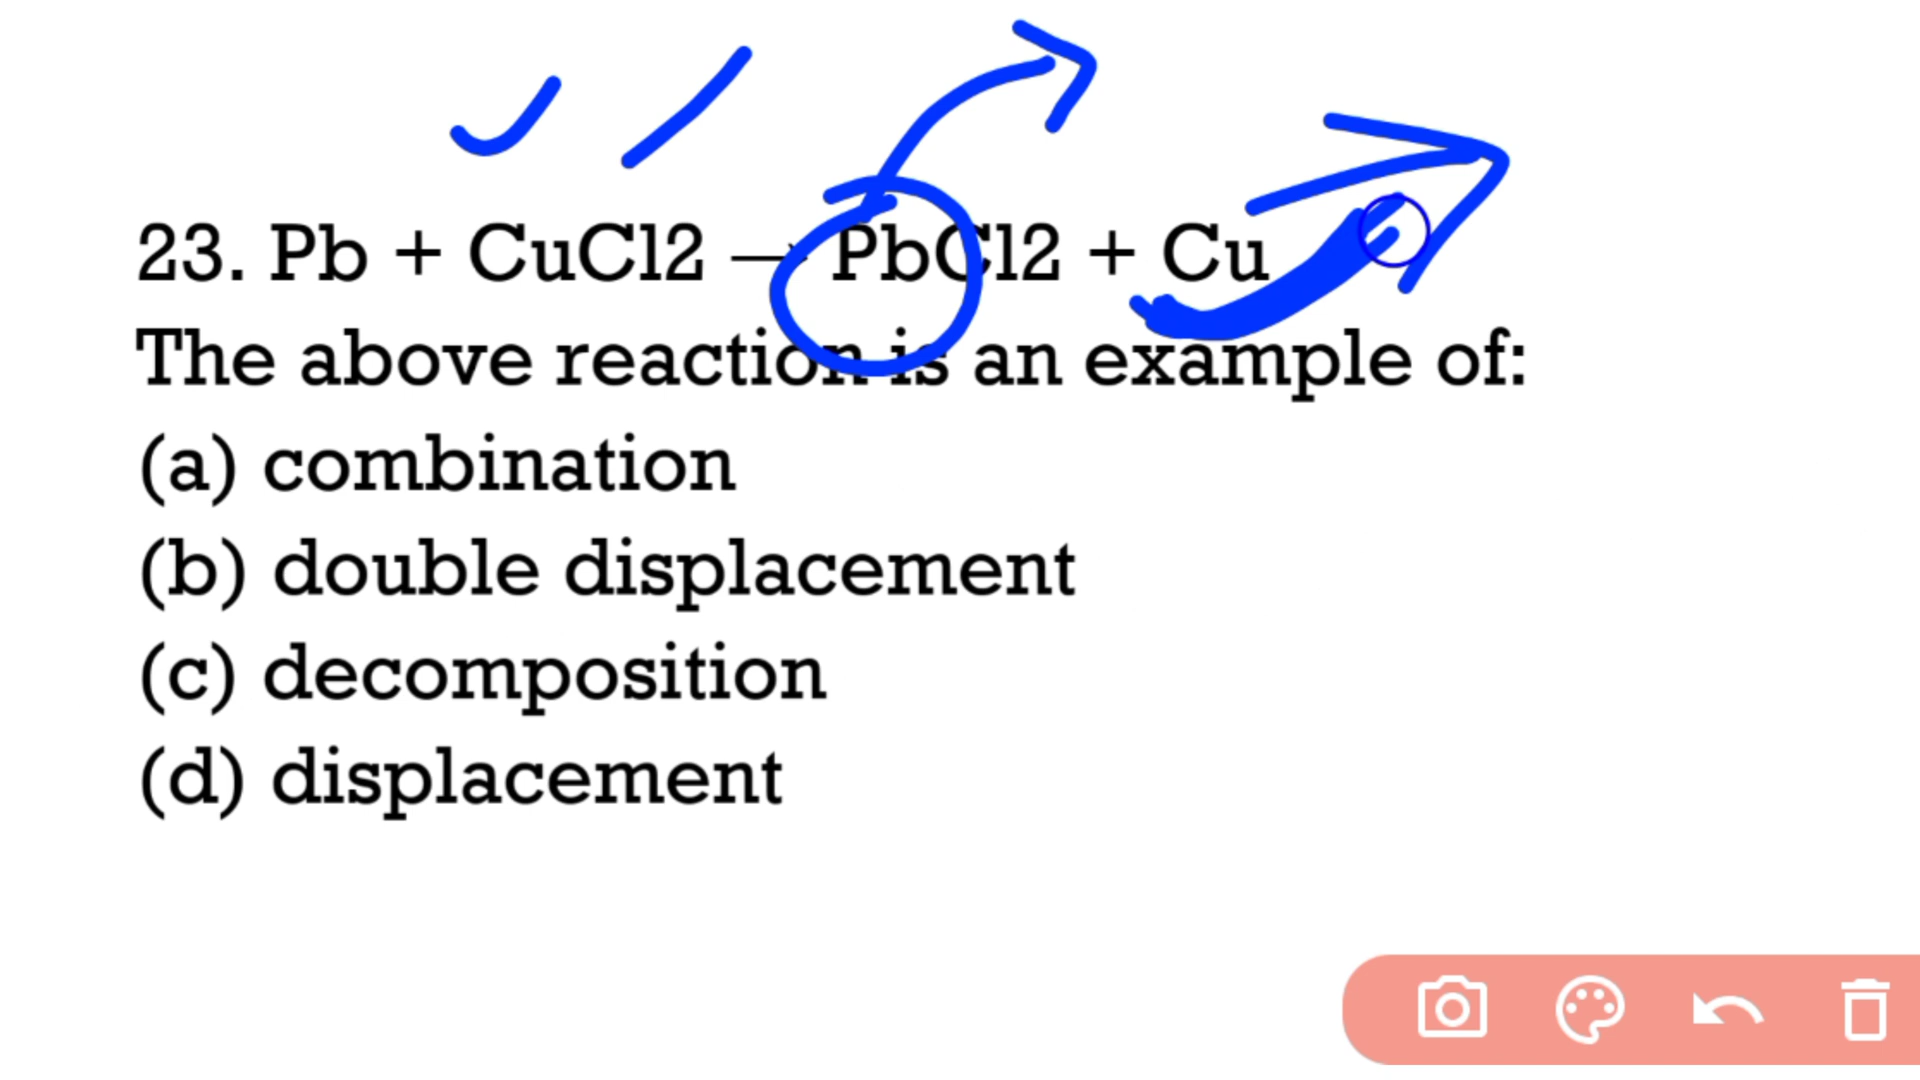 23. Pb + CuCl2 → PbCl2 + Cu
The above reaction is an example of:
(a) combination
(b) double displacement
(c) decomposition
(d) displacement